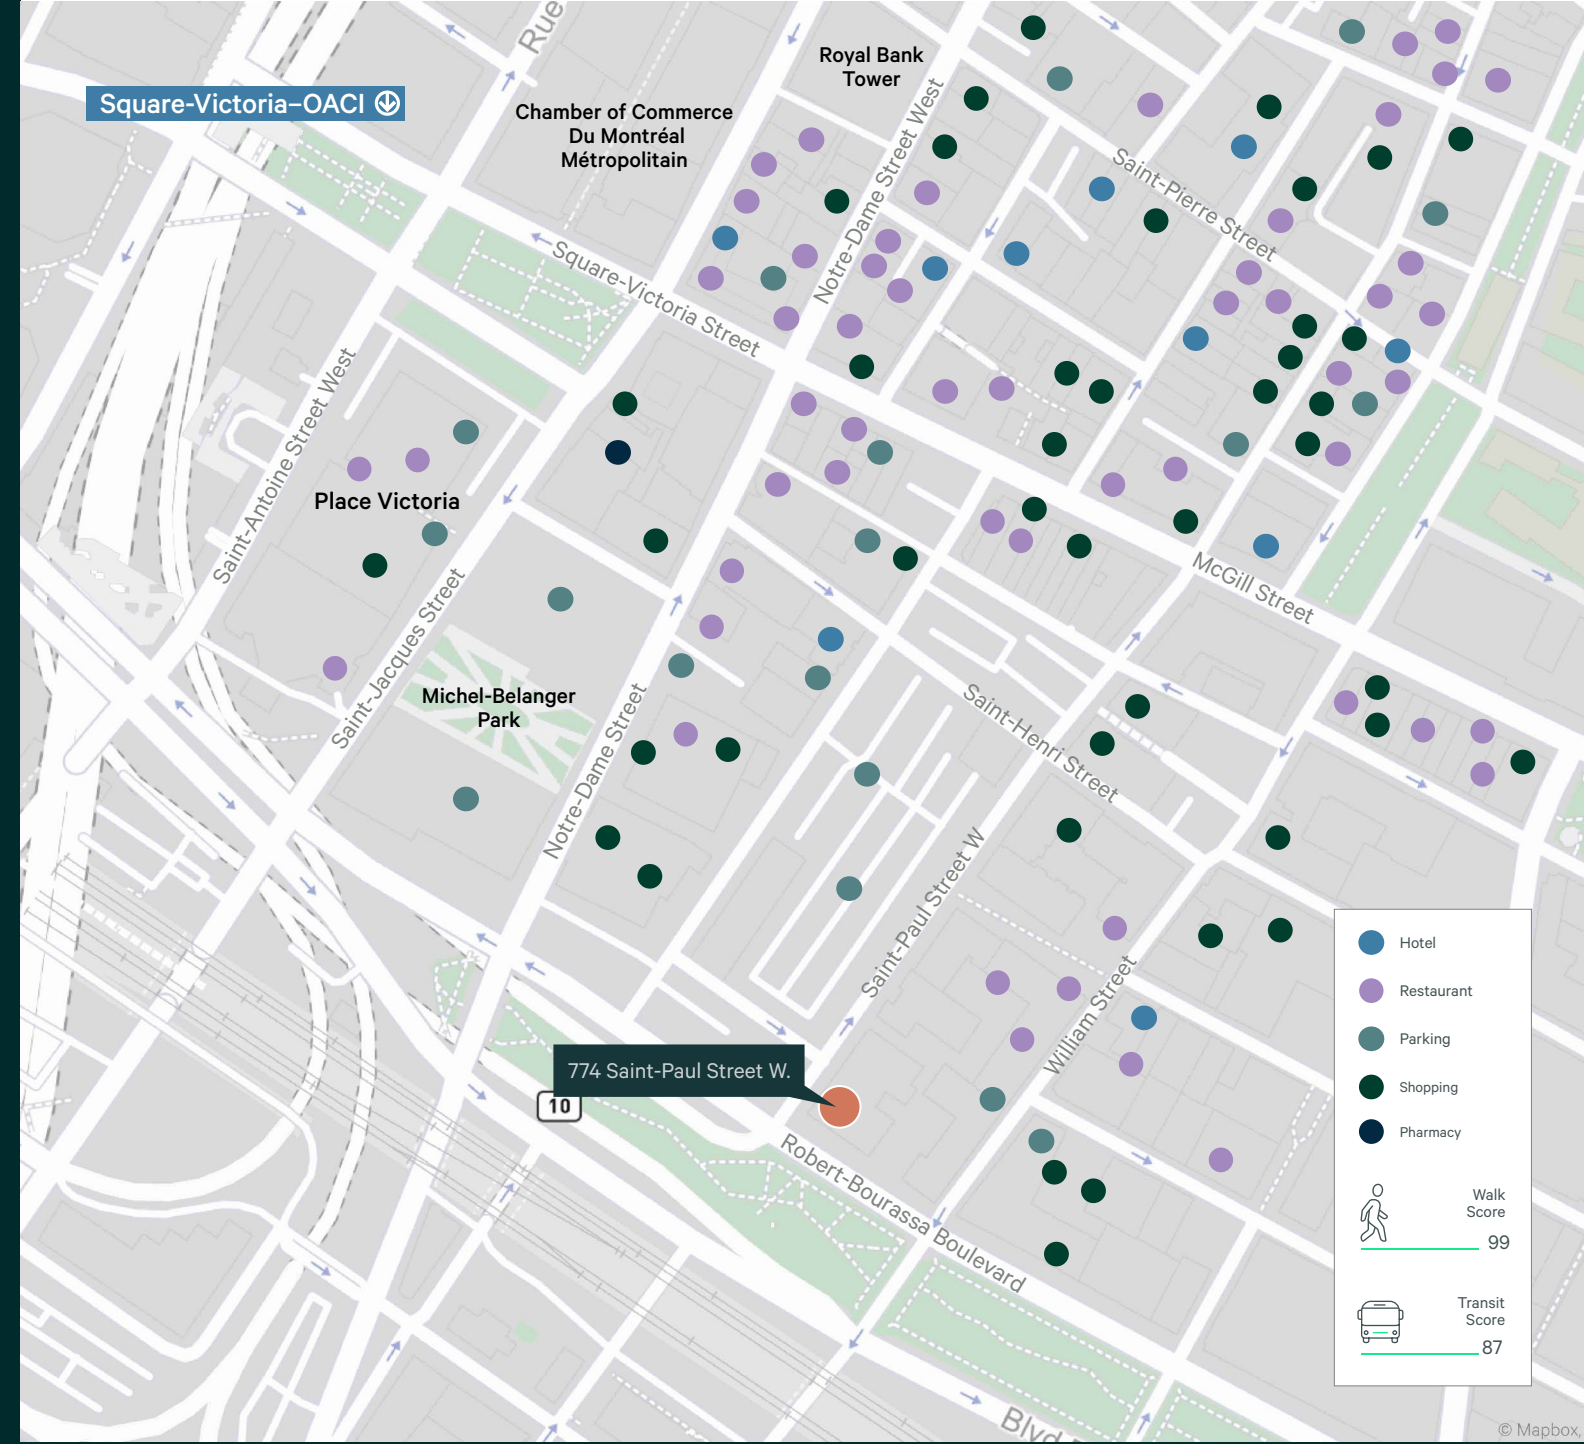 Rue
Royal Bank
Tower
Square-Victoria–OACI
Chamber of Commerce
Du Montréal
Métropolitain
Notre-Dame Street West
Saint-Pierre Street
Square-Victoria Street
Saint-Antoine Street West
Place Victoria
McGill Street
Saint-Jacques Street
Michel-Belanger
Park
Notre-Dame Street
Saint-Henri Street
Saint-Paul Street W
William Street
774 Saint-Paul Street W.
10
Robert-Bourassa Boulevard
Blvd
Hotel
Restaurant
Parking
Shopping
Pharmacy
Walk
Score
99
Transit
Score
87
© Mapbox,